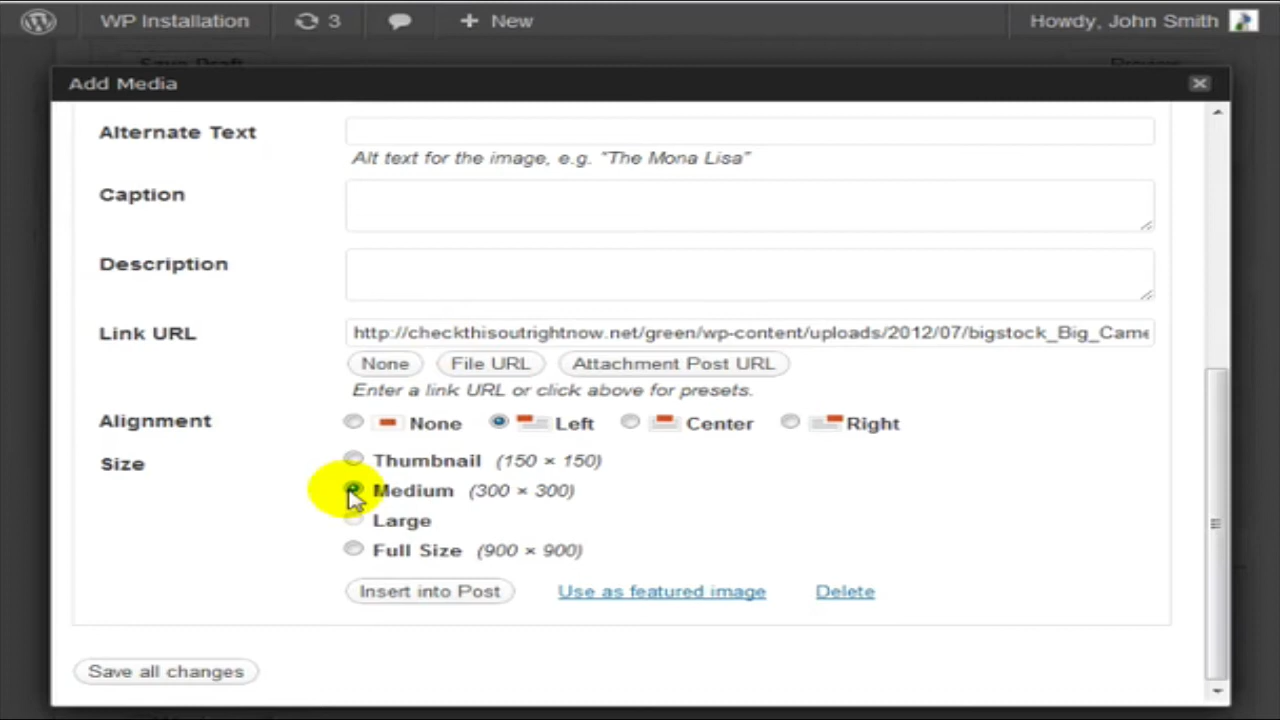 WP Installation 3 + New Howdy, John Smith
Save Draft Preview
Add Media
Alternate Text
Alt text for the image, e.g. "The Mona Lisa"
Caption
Description
Link URL http://checkthisoutrightnow.net/green/wp-content/uploads/2012/07/bigstock_Big_Came
None File URL Attachment Post URL
Enter a link URL or click above for presets.
Alignment None Left Center Right
Size Thumbnail (150 × 150)
Medium (300 × 300)
Large
Full Size (900 × 900)
Insert into Post Use as featured image Delete
Save all changes